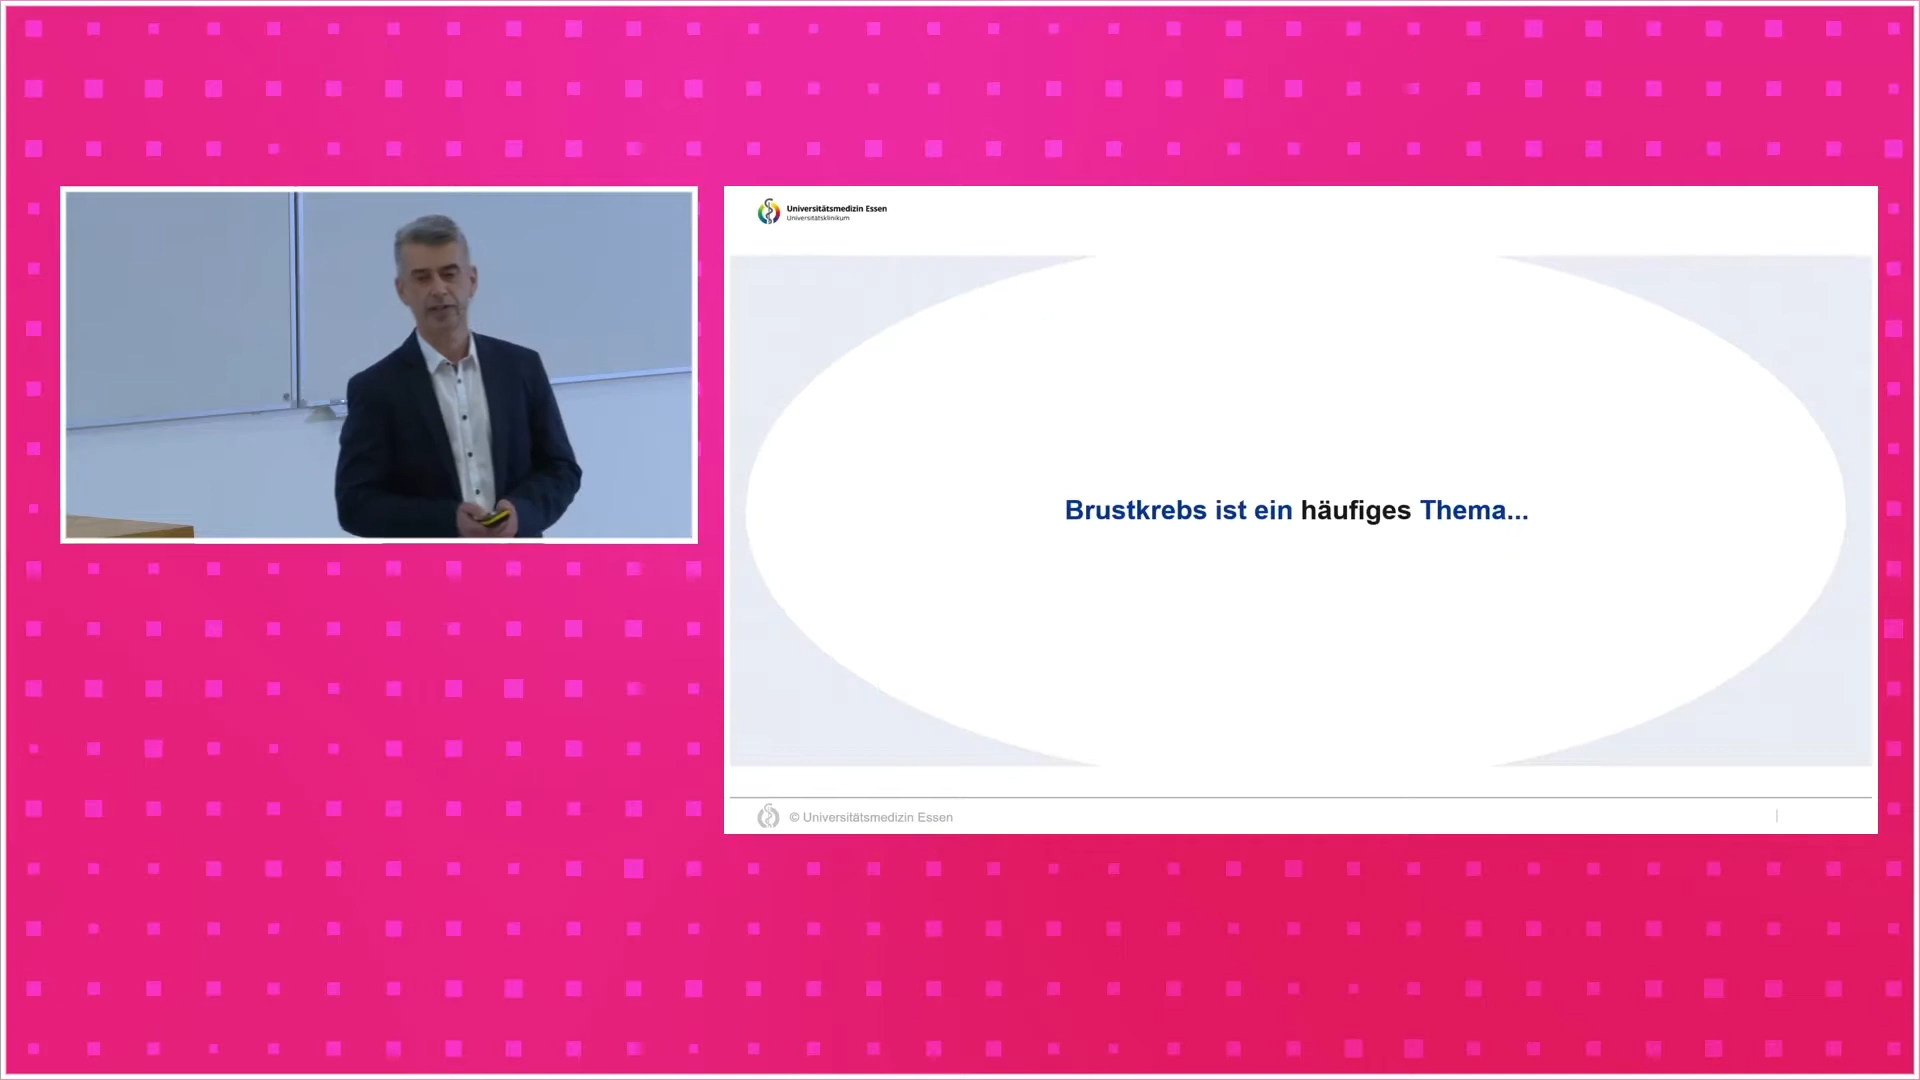 Universitätsmedizin Essen
Universitätsklinikum
Brustkrebs ist ein häufiges Thema...
© Universitätsmedizin Essen